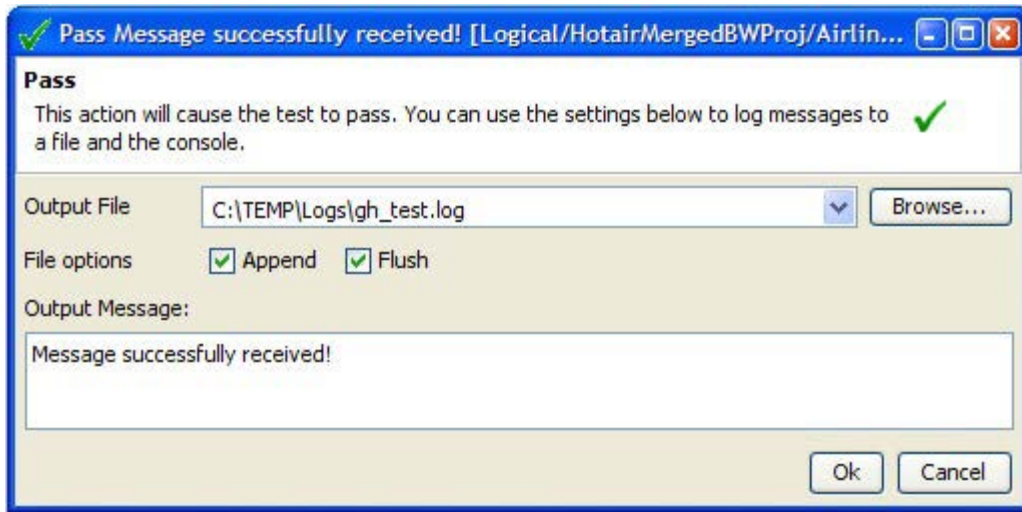 Pass Message successfully received! [Logical/HotairMergedBWProj/Airlin...
Pass
This action will cause the test to pass. You can use the settings below to log messages to
a file and the console.
Output File C:\TEMP\Logs\gh_test.log Browse...
File options Append Flush
Output Message:
Message successfully received!
Ok Cancel